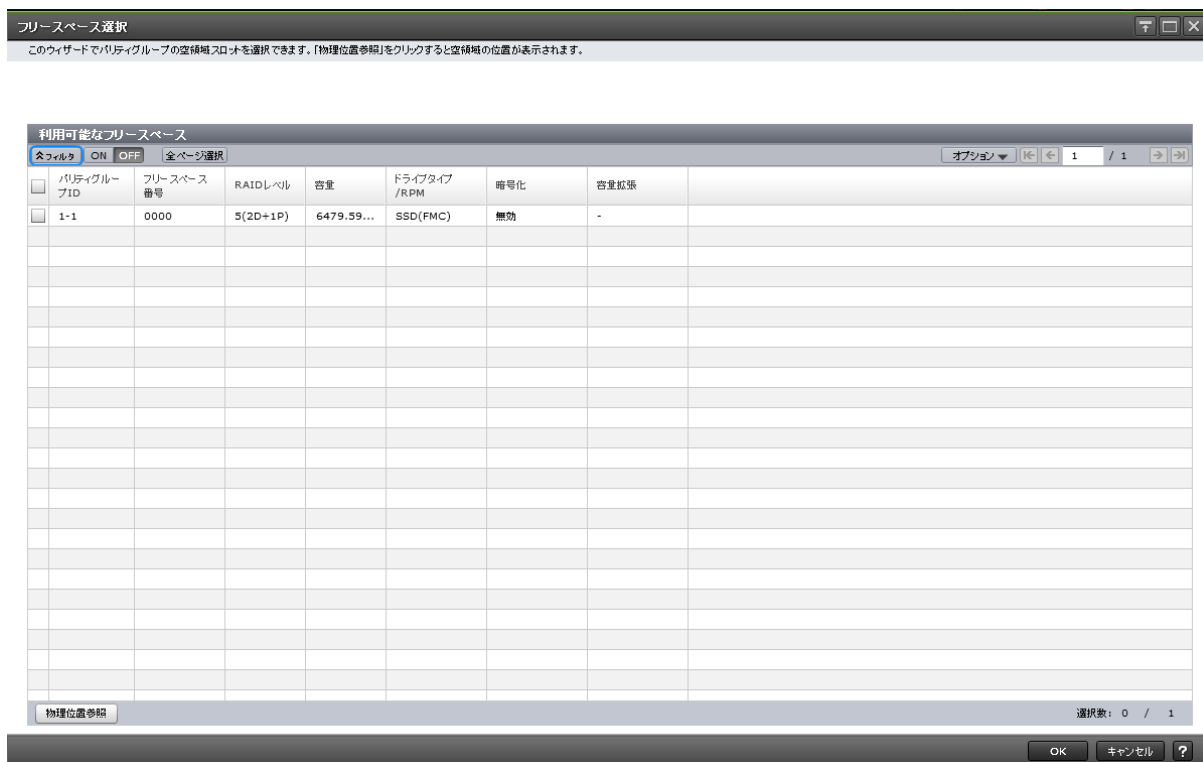 フリースペース選択
このウィザードでパリティグループの空領域スロットを選択できます。「物理位置参照」をクリックすると空領域の位置が表示されます。
利用可能なフリースペース
フィルタ ON OFF 全ページ選択 オプション 1 / 1
パリティグループID フリースペース番号 RAIDレベル 容量 ドライブタイプ/RPM 暗号化 容量拡張
1-1 0000 5(2D+1P) 6479.59... SSD(FMC) 無効 -
物理位置参照 選択数: 0 / 1
OK キャンセル ?